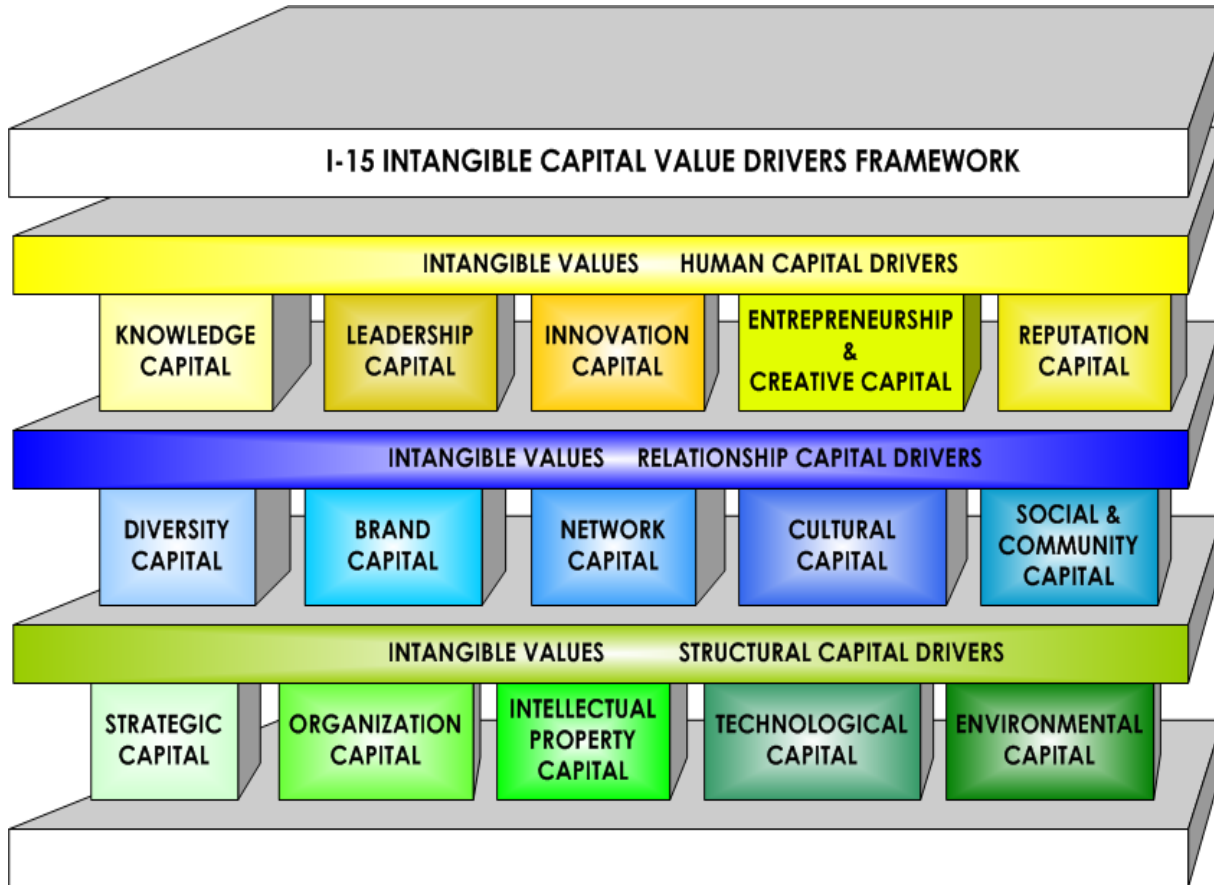 I-15 INTANGIBLE CAPITAL VALUE DRIVERS FRAMEWORK
INTANGIBLE VALUES HUMAN CAPITAL DRIVERS
KNOWLEDGE
CAPITAL
LEADERSHIP
CAPITAL
INNOVATION
CAPITAL
ENTREPRENEURSHIP
&
CREATIVE CAPITAL
REPUTATION
CAPITAL
INTANGIBLE VALUES RELATIONSHIP CAPITAL DRIVERS
DIVERSITY
CAPITAL
BRAND
CAPITAL
NETWORK
CAPITAL
CULTURAL
CAPITAL
SOCIAL &
COMMUNITY
CAPITAL
INTANGIBLE VALUES STRUCTURAL CAPITAL DRIVERS
STRATEGIC
CAPITAL
ORGANIZATION
CAPITAL
INTELLECTUAL
PROPERTY
CAPITAL
TECHNOLOGICAL
CAPITAL
ENVIRONMENTAL
CAPITAL